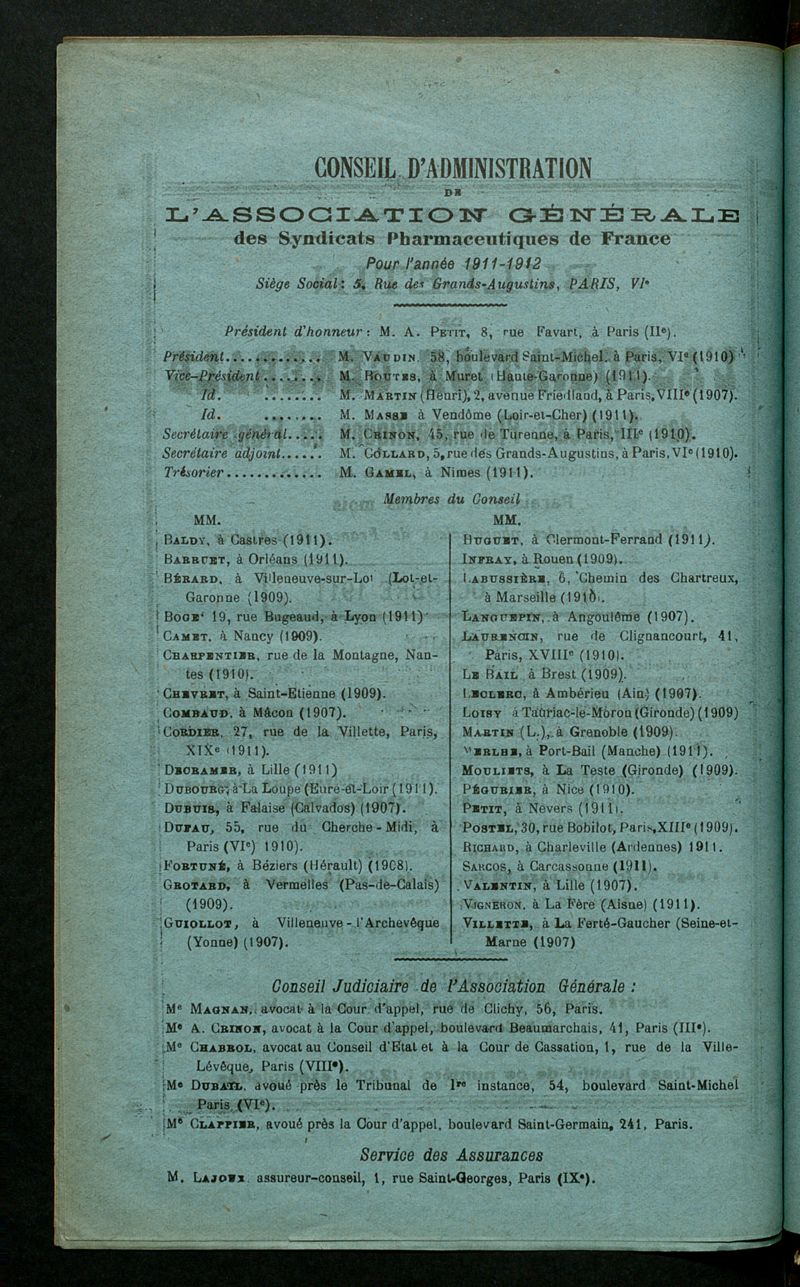 CONSEIL D'ADMINISTRATION
DE
L'ASSOCIATION GÉNÉRALE
des Syndicats Pharmaceutiques de France
Pour l'année 1911-1912
Siège Social : 5, Rue des Grands-Augustins, PARIS, VIe
Président d'honneur : M. A. PETIT, 8, rue Favart, à Paris (IIe).
Président............. M. VAUDIN, 58, boulevard Saint-Michel, à Paris, VIe (1910)
Vice-Président........ M. BOUTES, à Muret (Haute-Garonne) (1911).
Id. ........ M. MARTIN (Henri), 2, avenue Friedland, à Paris, VIIIe (1907).
Id. ........ M. MASSE à Vendôme (Loir-et-Cher) (1911).
Secrétaire général..... M. CRINON, 45, rue de Turenne, à Paris, IIIe (1910).
Secrétaire adjoint...... M. COLLARD, 5, rue des Grands-Augustins, à Paris, VIe (1910).
Trésorier............. M. GAMEL, à Nimes (1911).
Membres du Conseil
MM.
BALDY, à Castres (1911).
BARRUET, à Orléans (1911).
BÉRARD, à Villeneuve-sur-Lot (Lot-et-
Garonne (1909).
BOGE 19, rue Bugeaud, à Lyon (1911)
CAMET, à Nancy (1909).
CHARPENTIER, rue de la Montagne, Nan-
tes (1910).
CHEVRET, à Saint-Etienne (1909).
COMBAUD, à Mâcon (1907).
CORDIER, 27, rue de la Villette, Paris,
XIXe (1911).
DECRAMER, à Lille (1911)
DUBOURG, à La Loupe (Eure-et-Loir (1911).
DUBUIS, à Falaise (Calvados) (1907).
DUFAU, 55, rue du Cherche-Midi, à
Paris (VIe) 1910).
FORTUNÉ, à Béziers (Hérault) (1908).
GROTARD, à Vermelles (Pas-de-Calais)
(1909).
GUIOLLOT, à Villeneuve-l'Archevêque
(Yonne) (1907).
MM.
HUGUET, à Clermont-Ferrand (1911).
INFRAY, à Rouen (1909).
LABUSSIÈRE, 6, Chemin des Chartreux,
à Marseille (1910).
LANGUEPIN, à Angoulême (1907).
LAURENCIN, rue de Clignancourt, 41,
Paris, XVIIIe (1910).
LE BAIL à Brest (1909).
LECLERC, à Ambérieu (Ain) (1907).
LOISY à Tauriac-le-Moron (Gironde) (1909)
MARTIN (L.), à Grenoble (1909).
MERLHE, à Port-Bail (Manche) (1911).
MOULIETS, à La Teste (Gironde) (1909).
PÉGURIER, à Nice (1910).
PETIT, à Nevers (1911).
POSTEL, 30, rue Bobillot, Paris, XIIIe (1909).
RICHARD, à Charleville (Ardennes) 1911.
SARCOS, à Carcassonne (1911).
VALENTIN, à Lille (1907).
VIGNERON, à La Fère (Aisne) (1911).
VILLETTE, à La Ferté-Gaucher (Seine-et-
Marne (1907)
Conseil Judiciaire de l'Association Générale :
Me MAGNAN, avocat à la Cour d'appel, rue de Clichy, 56, Paris.
Me A. CRINON, avocat à la Cour d'appel, boulevard Beaumarchais, 41, Paris (IIIe).
Me CHABROL, avocat au Conseil d'Etat et à la Cour de Cassation, 1, rue de la Ville-
Lévêque, Paris (VIIIe).
Me DUBAIL, avoué près le Tribunal de 1re instance, 54, boulevard Saint-Michel
Paris (VIe).
Me CLAPPIER, avoué près la Cour d'appel, boulevard Saint-Germain, 241, Paris.
Service des Assurances
M. LAJOUX assureur-conseil, 1, rue Saint-Georges, Paris (IXe).